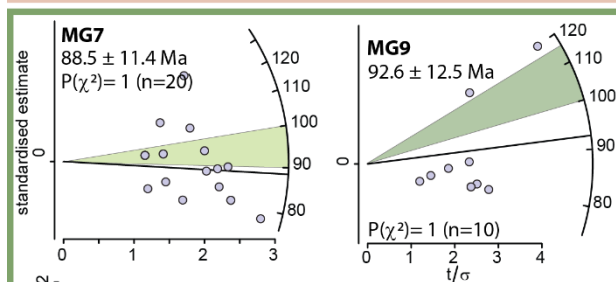 MG7
88.5 ± 11.4 Ma
P(χ²)= 1 (n=20)
120
110
100
90
80
standardised estimate
0
0
1
2
3
2
MG9
92.6 ± 12.5 Ma
120
110
100
90
80
0
P(χ²)= 1 (n=10)
0
1
2
3
4
t/σ